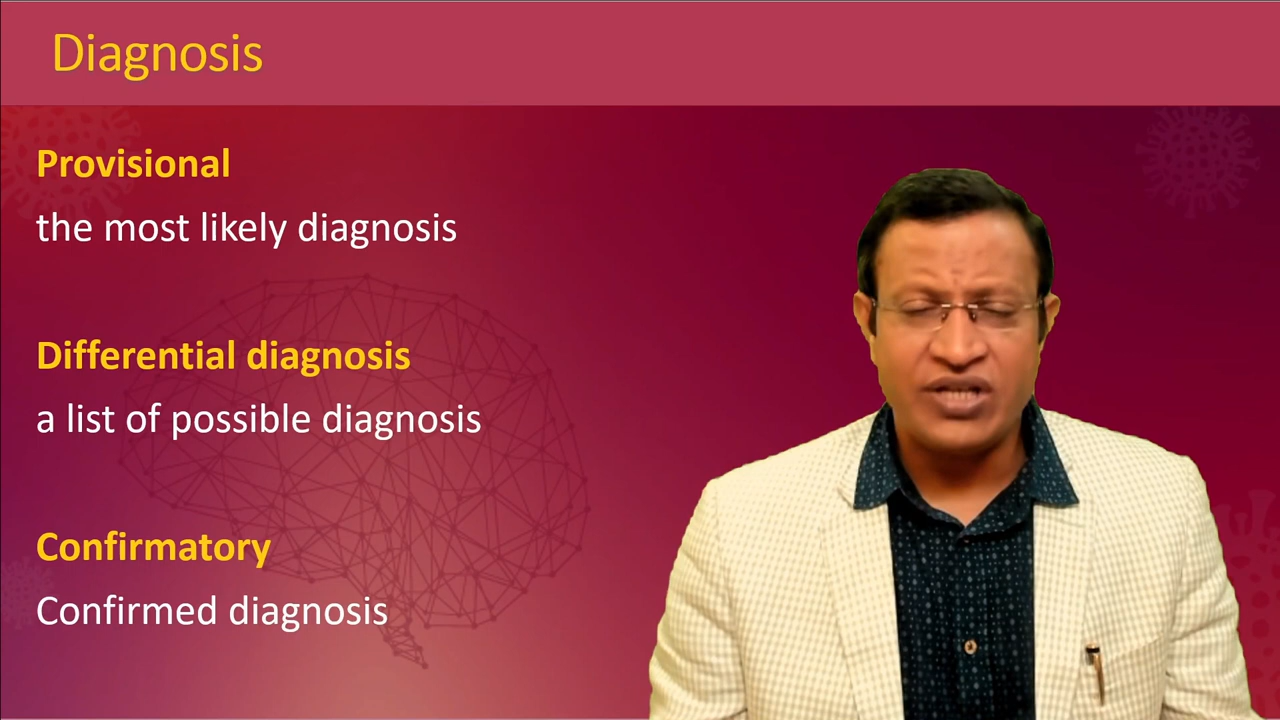 Diagnosis
Provisional
the most likely diagnosis
Differential diagnosis
a list of possible diagnosis
Confirmatory
Confirmed diagnosis